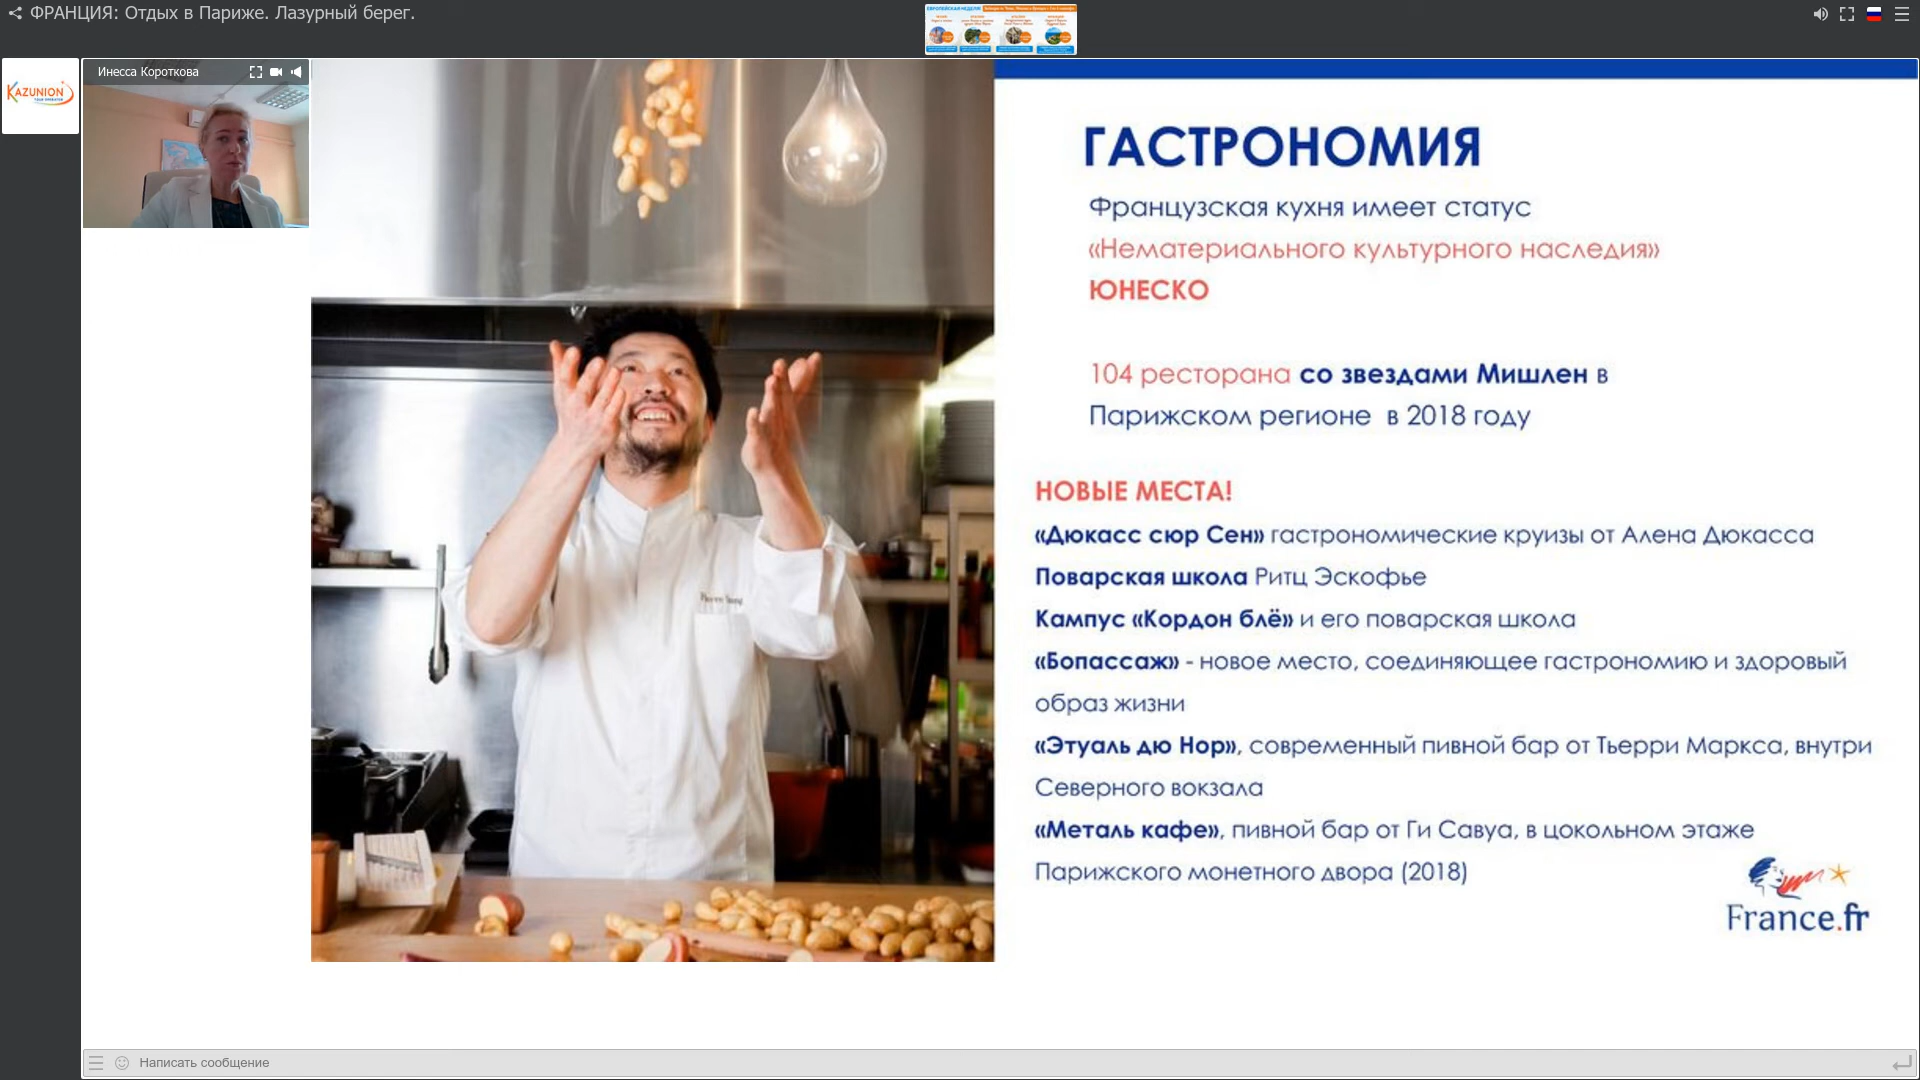 ФРАНЦИЯ: Отдых в Париже. Лазурный берег.
ЕВРОПЕЙСКАЯ НЕДЕЛЯ
KAZUNION
TOUR OPERATOR
Инесса Короткова
ГАСТРОНОМИЯ
Французская кухня имеет статус
«Нематериального культурного наследия»
ЮНЕСКО
104 ресторана со звездами Мишлен в
Парижском регионе в 2018 году
НОВЫЕ МЕСТА!
«Дюкасс сюр Сен» гастрономические круизы от Алена Дюкасса
Поварская школа Ритц Эскофье
Кампус «Кордон блё» и его поварская школа
«Бопассаж» - новое место, соединяющее гастрономию и здоровый
образ жизни
«Этуаль дю Нор», современный пивной бар от Тьерри Маркса, внутри
Северного вокзала
«Металь кафе», пивной бар от Ги Савуа, в цокольном этаже
Парижского монетного двора (2018)
France.fr
Написать сообщение